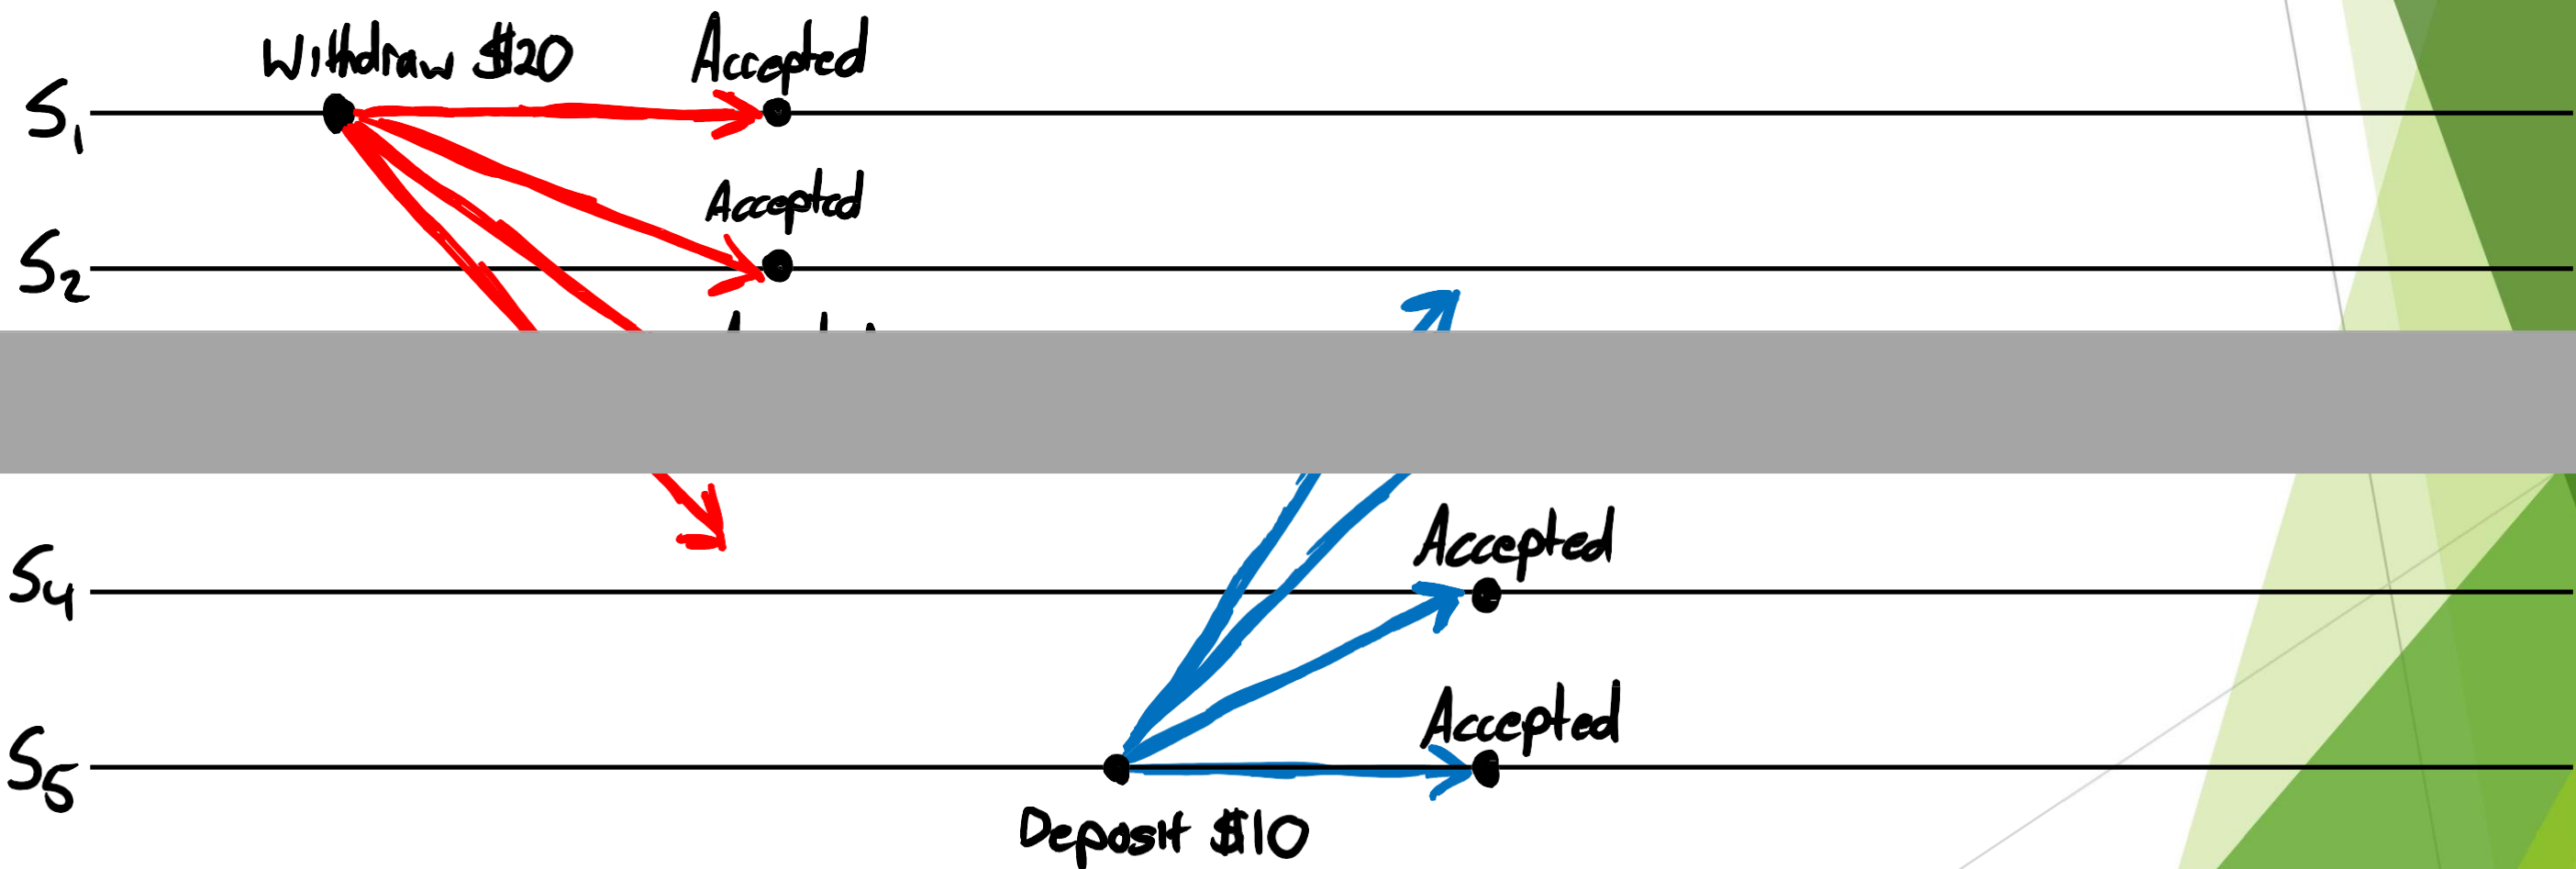 Withdraw $20
Accepted
S1
Accepted
S2
Accepted
S4
Accepted
S5
Deposit $10